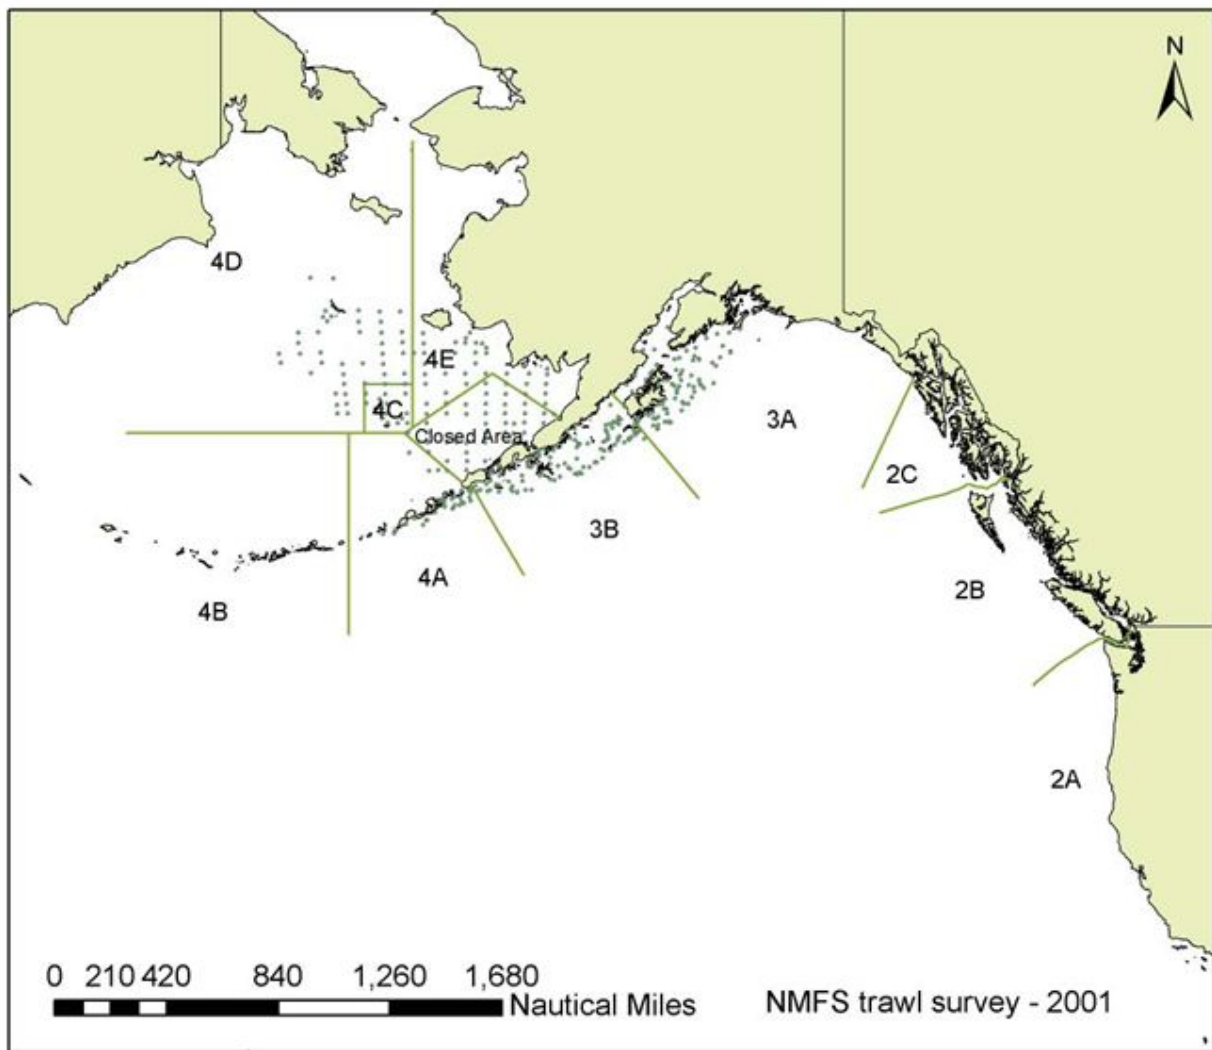 N
4D
4E
4C
Closed Area
3A
2C
3B
4A
2B
4B
2A
0 210 420 840 1,260 1,680
Nautical Miles
NMFS trawl survey - 2001